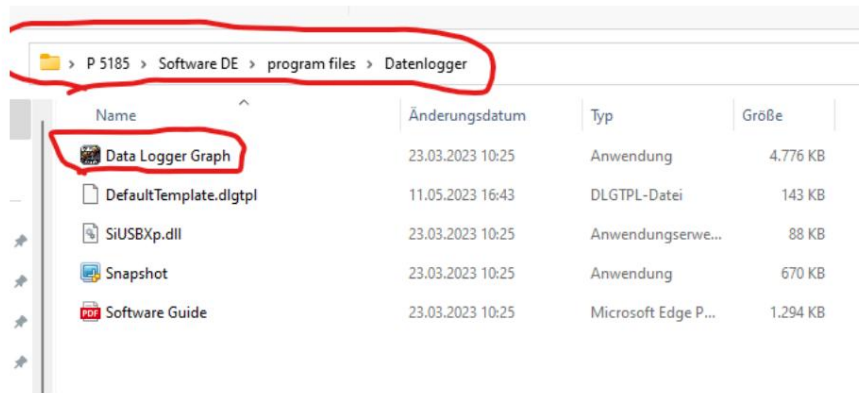 P 5185 > Software DE > program files > Datenlogger
Name Änderungsdatum Typ Größe
Data Logger Graph 23.03.2023 10:25 Anwendung 4.776 KB
DefaultTemplate.dlgtpl 11.05.2023 16:43 DLGTPL-Datei 143 KB
SiUSBXp.dll 23.03.2023 10:25 Anwendungserwe... 88 KB
Snapshot 23.03.2023 10:25 Anwendung 670 KB
PDF Software Guide 23.03.2023 10:25 Microsoft Edge P... 1.294 KB